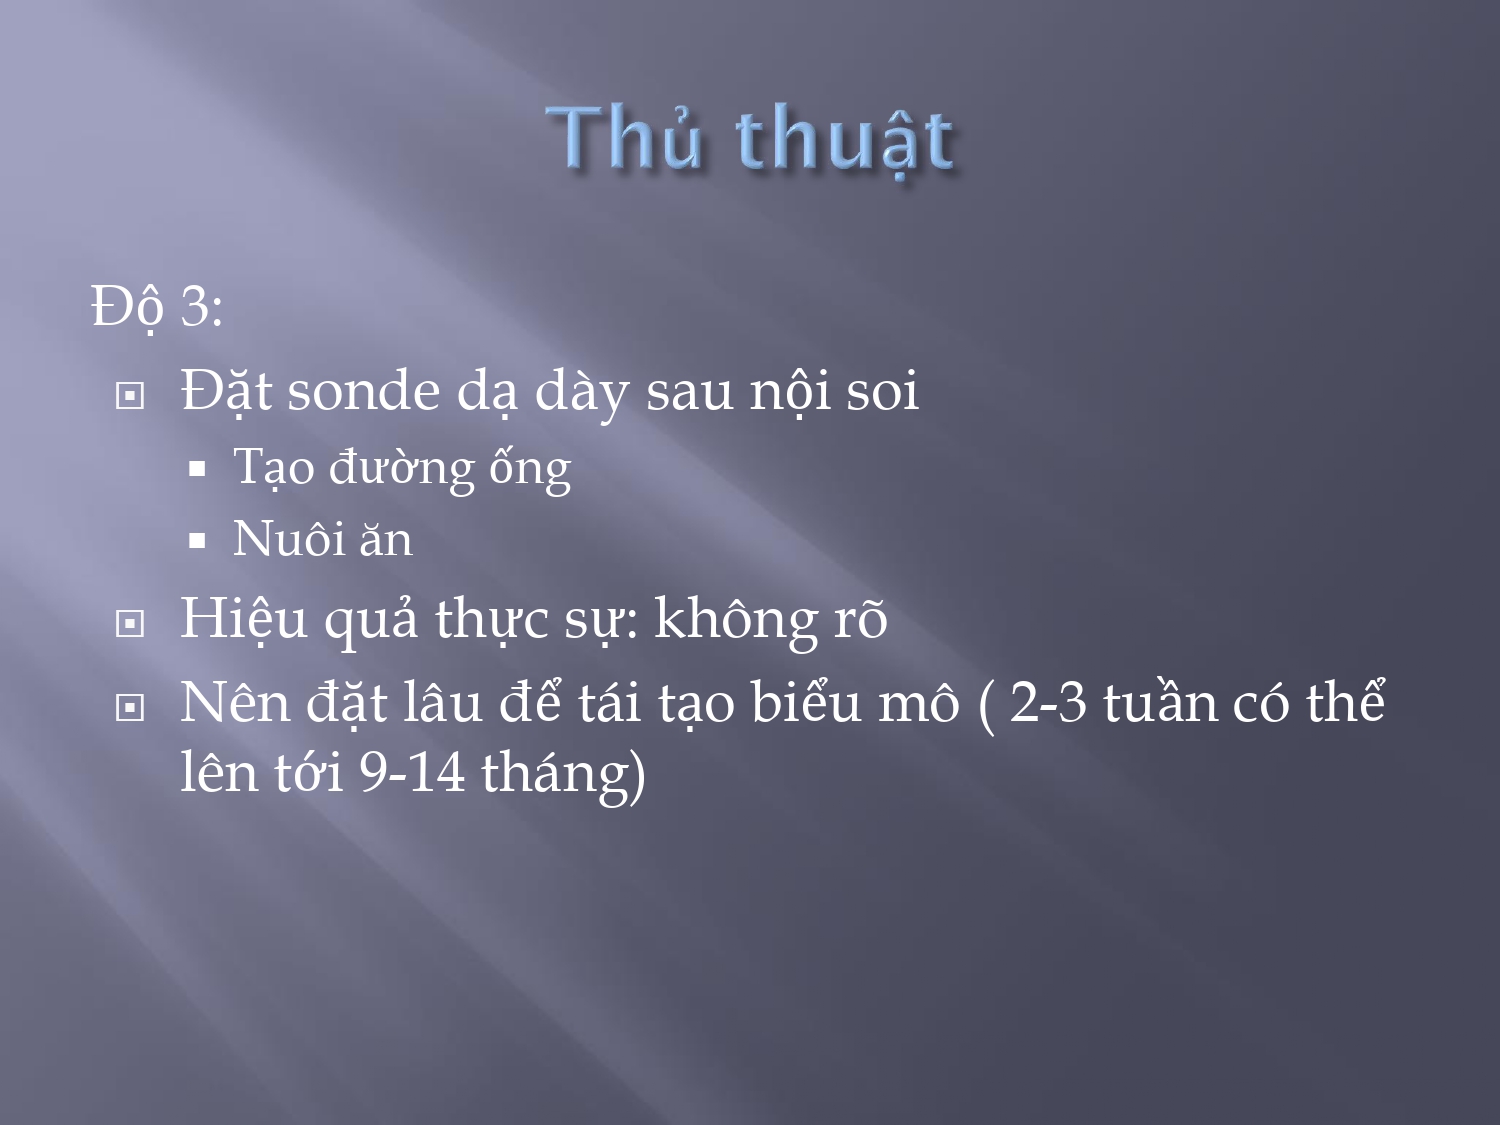 Thủ thuật
Độ 3:
Đặt sonde dạ dày sau nội soi
Tạo đường ống
Nuôi ăn
Hiệu quả thực sự: không rõ
Nên đặt lâu để tái tạo biểu mô ( 2-3 tuần có thể
lên tới 9-14 tháng)